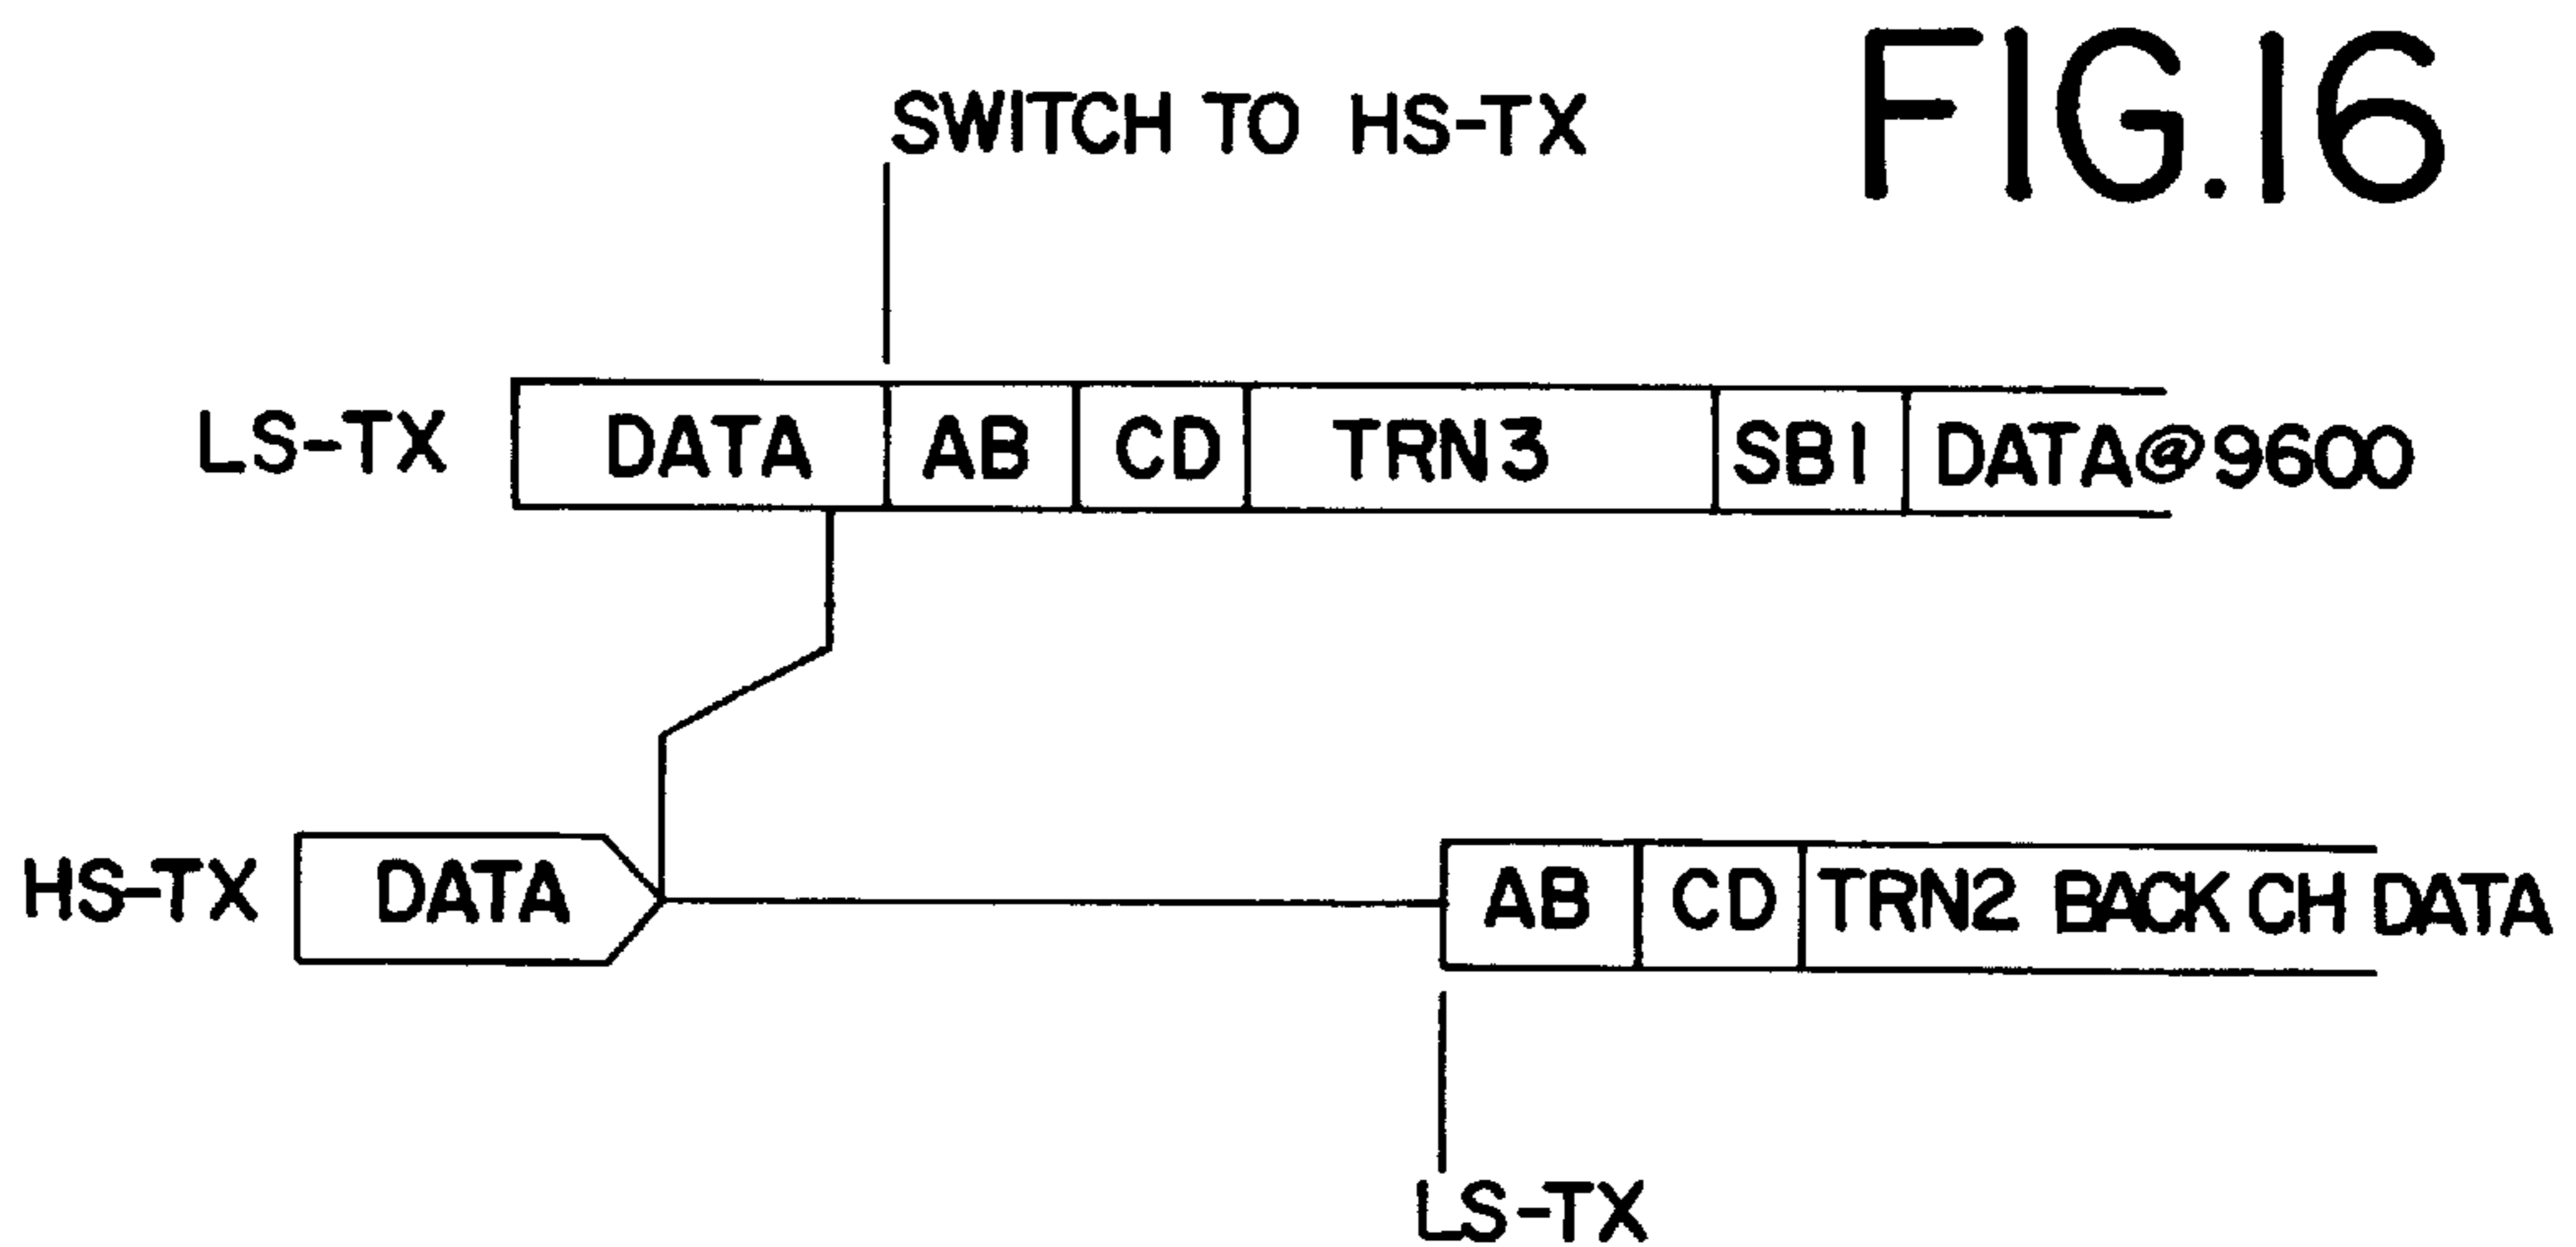 FIG.16
SWITCH TO HS-TX
LS-TX DATA AB CD TRN3 SB1 DATA@9600
HS-TX DATA AB CD TRN2 BACK CH DATA
LS-TX